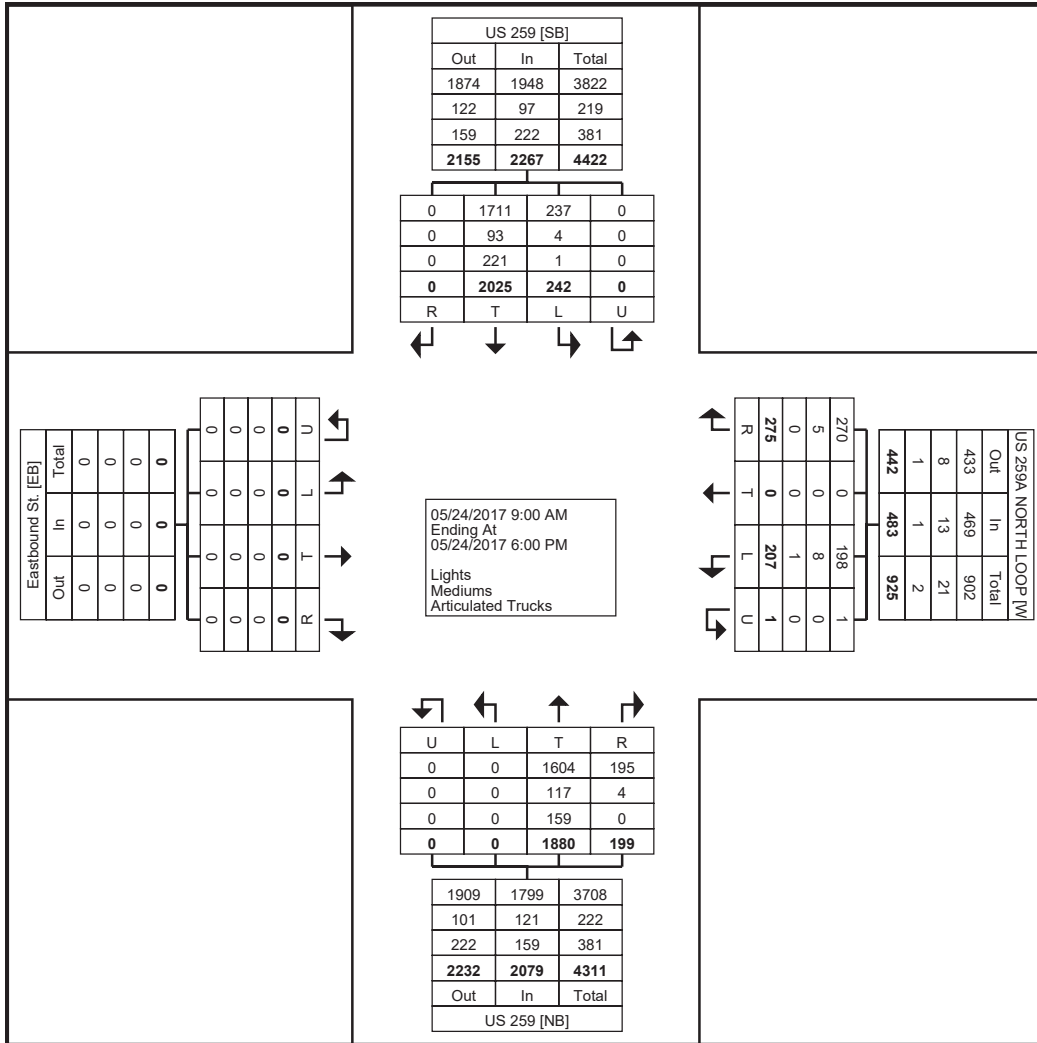 US 259 [SB]
Out In Total
1874 1948 3822
122 97 219
159 222 381
2155 2267 4422
0 1711 237 0
0 93 4 0
0 221 1 0
0 2025 242 0
R T L U
Eastbound St. [EB]
Total In Out
0 0 0
0 0 0
0 0 0
0 0 0
0 0 0 0
0 0 0 0
0 0 0 0
0 0 0 0
U L T R
05/24/2017 9:00 AM
Ending At
05/24/2017 6:00 PM
Lights
Mediums
Articulated Trucks
US 259A NORTH LOOP [W
Out In Total
433 469 902
8 13 21
1 1 2
442 483 925
270 0 198 1
5 0 8 0
0 0 1 0
275 0 207 1
R T L U
U L T R
0 0 1604 195
0 0 117 4
0 0 159 0
0 0 1880 199
1909 1799 3708
101 121 222
222 159 381
2232 2079 4311
Out In Total
US 259 [NB]